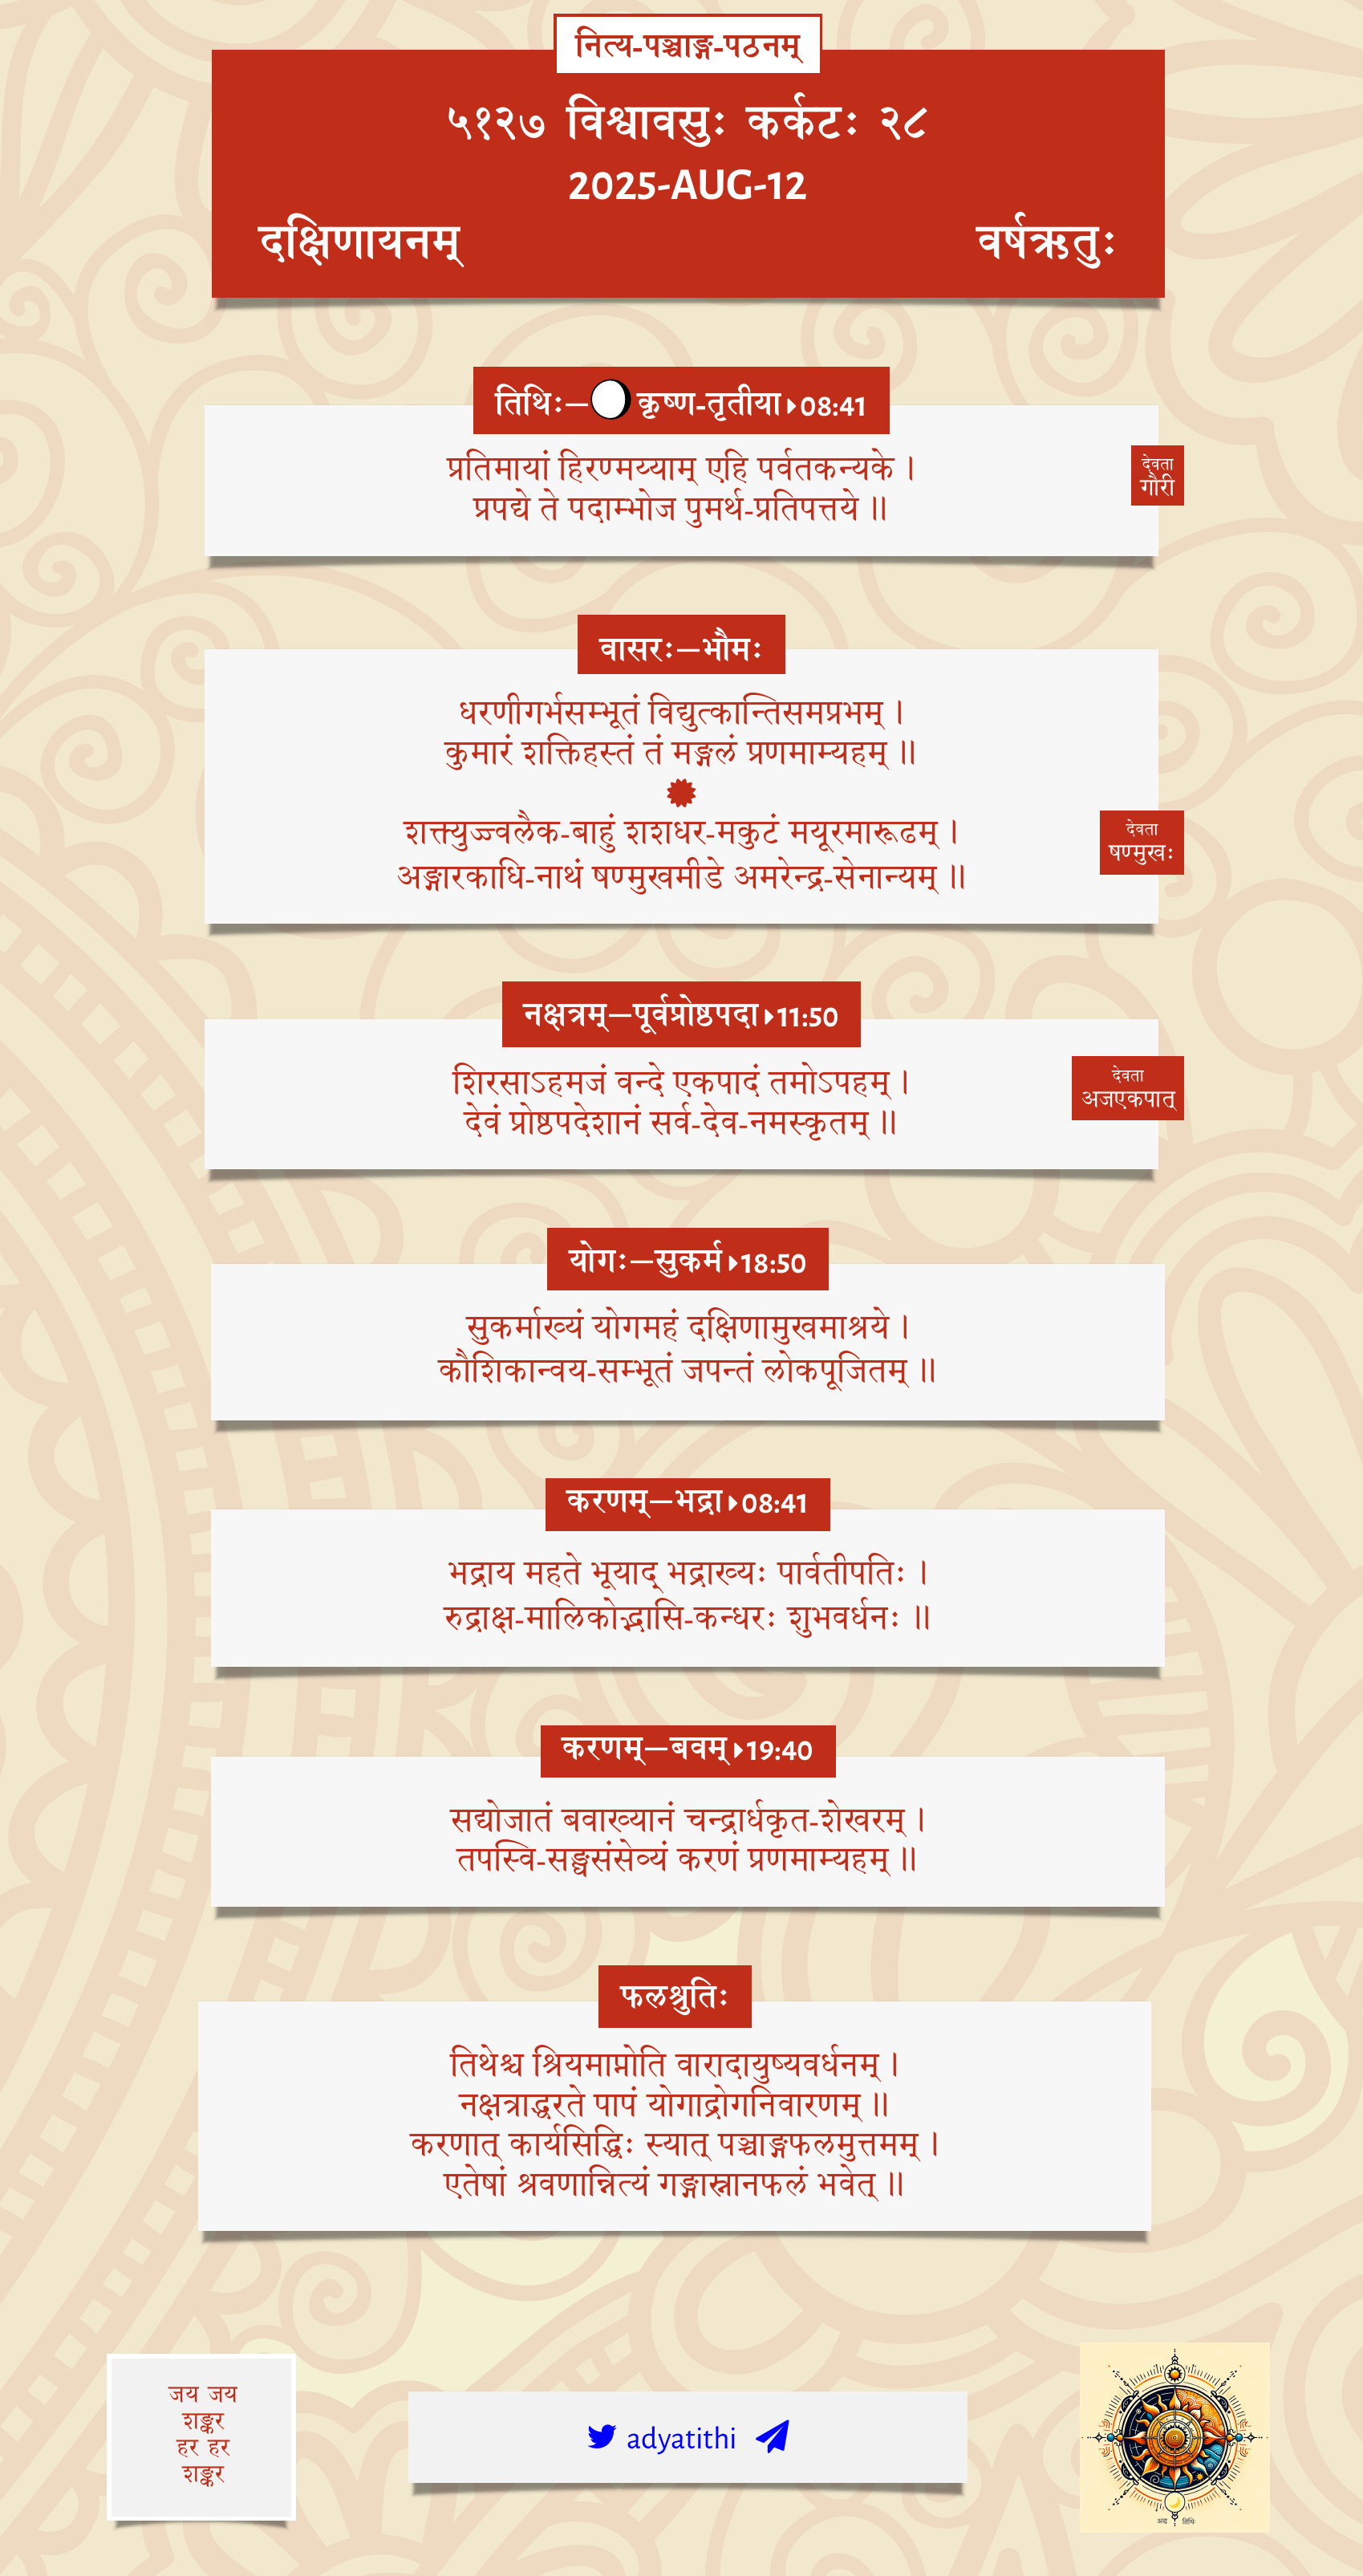 नित्य-पञ्चाङ्ग-पठनम्
५१२७ विश्वावसुः कर्कटः २८
2025-AUG-12
दक्षिणायनम् वर्षऋतुः
तिथिः—कृष्ण-तृतीया 08:41
प्रतिमायां हिरण्मय्याम् एहि पर्वतकन्यके ।
प्रपद्ये ते पदाम्भोज पुमर्थ-प्रतिपत्तये ॥
देवता
गौरी
वासरः—भौमः
धरणीगर्भसम्भूतं विद्युत्कान्तिसमप्रभम् ।
कुमारं शक्तिहस्तं तं मङ्गलं प्रणमाम्यहम् ॥
शक्त्युज्ज्वलैक-बाहुं शशधर-मकुटं मयूरमारूढम् ।
अङ्गारकाधि-नाथं षण्मुखमीडे अमरेन्द्र-सेनान्यम् ॥
देवता
षण्मुखः
नक्षत्रम्—पूर्वप्रोष्ठपदा 11:50
शिरसाऽहमजं वन्दे एकपादं तमोऽपहम् ।
देवं प्रोष्ठपदेशानं सर्व-देव-नमस्कृतम् ॥
देवता
अजएकपात्
योगः—सुकर्म 18:50
सुकर्माख्यं योगमहं दक्षिणामुखमाश्रये ।
कौशिकान्वय-सम्भूतं जपन्तं लोकपूजितम् ॥
करणम्—भद्रा 08:41
भद्राय महते भूयाद् भद्राख्यः पार्वतीपतिः ।
रुद्राक्ष-मालिकोद्भासि-कन्धरः शुभवर्धनः ॥
करणम्—बवम् 19:40
सद्योजातं बवाख्यानं चन्द्रार्धकृत-शेखरम् ।
तपस्वि-सङ्घसंसेव्यं करणं प्रणमाम्यहम् ॥
फलश्रुतिः
तिथेश्च श्रियमाप्नोति वारादायुष्यवर्धनम् ।
नक्षत्राद्धरते पापं योगाद्रोगनिवारणम् ॥
करणात् कार्यसिद्धिः स्यात् पञ्चाङ्गफलमुत्तमम् ।
एतेषां श्रवणान्नित्यं गङ्गास्नानफलं भवेत् ॥
जय जय
शङ्कर
हर हर
शङ्कर
adyatithi
अद्य तिथिः